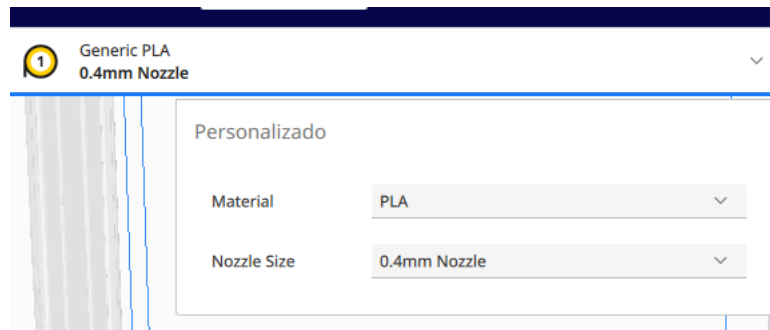 1
Generic PLA
0.4mm Nozzle
Personalizado
Material
PLA
Nozzle Size
0.4mm Nozzle